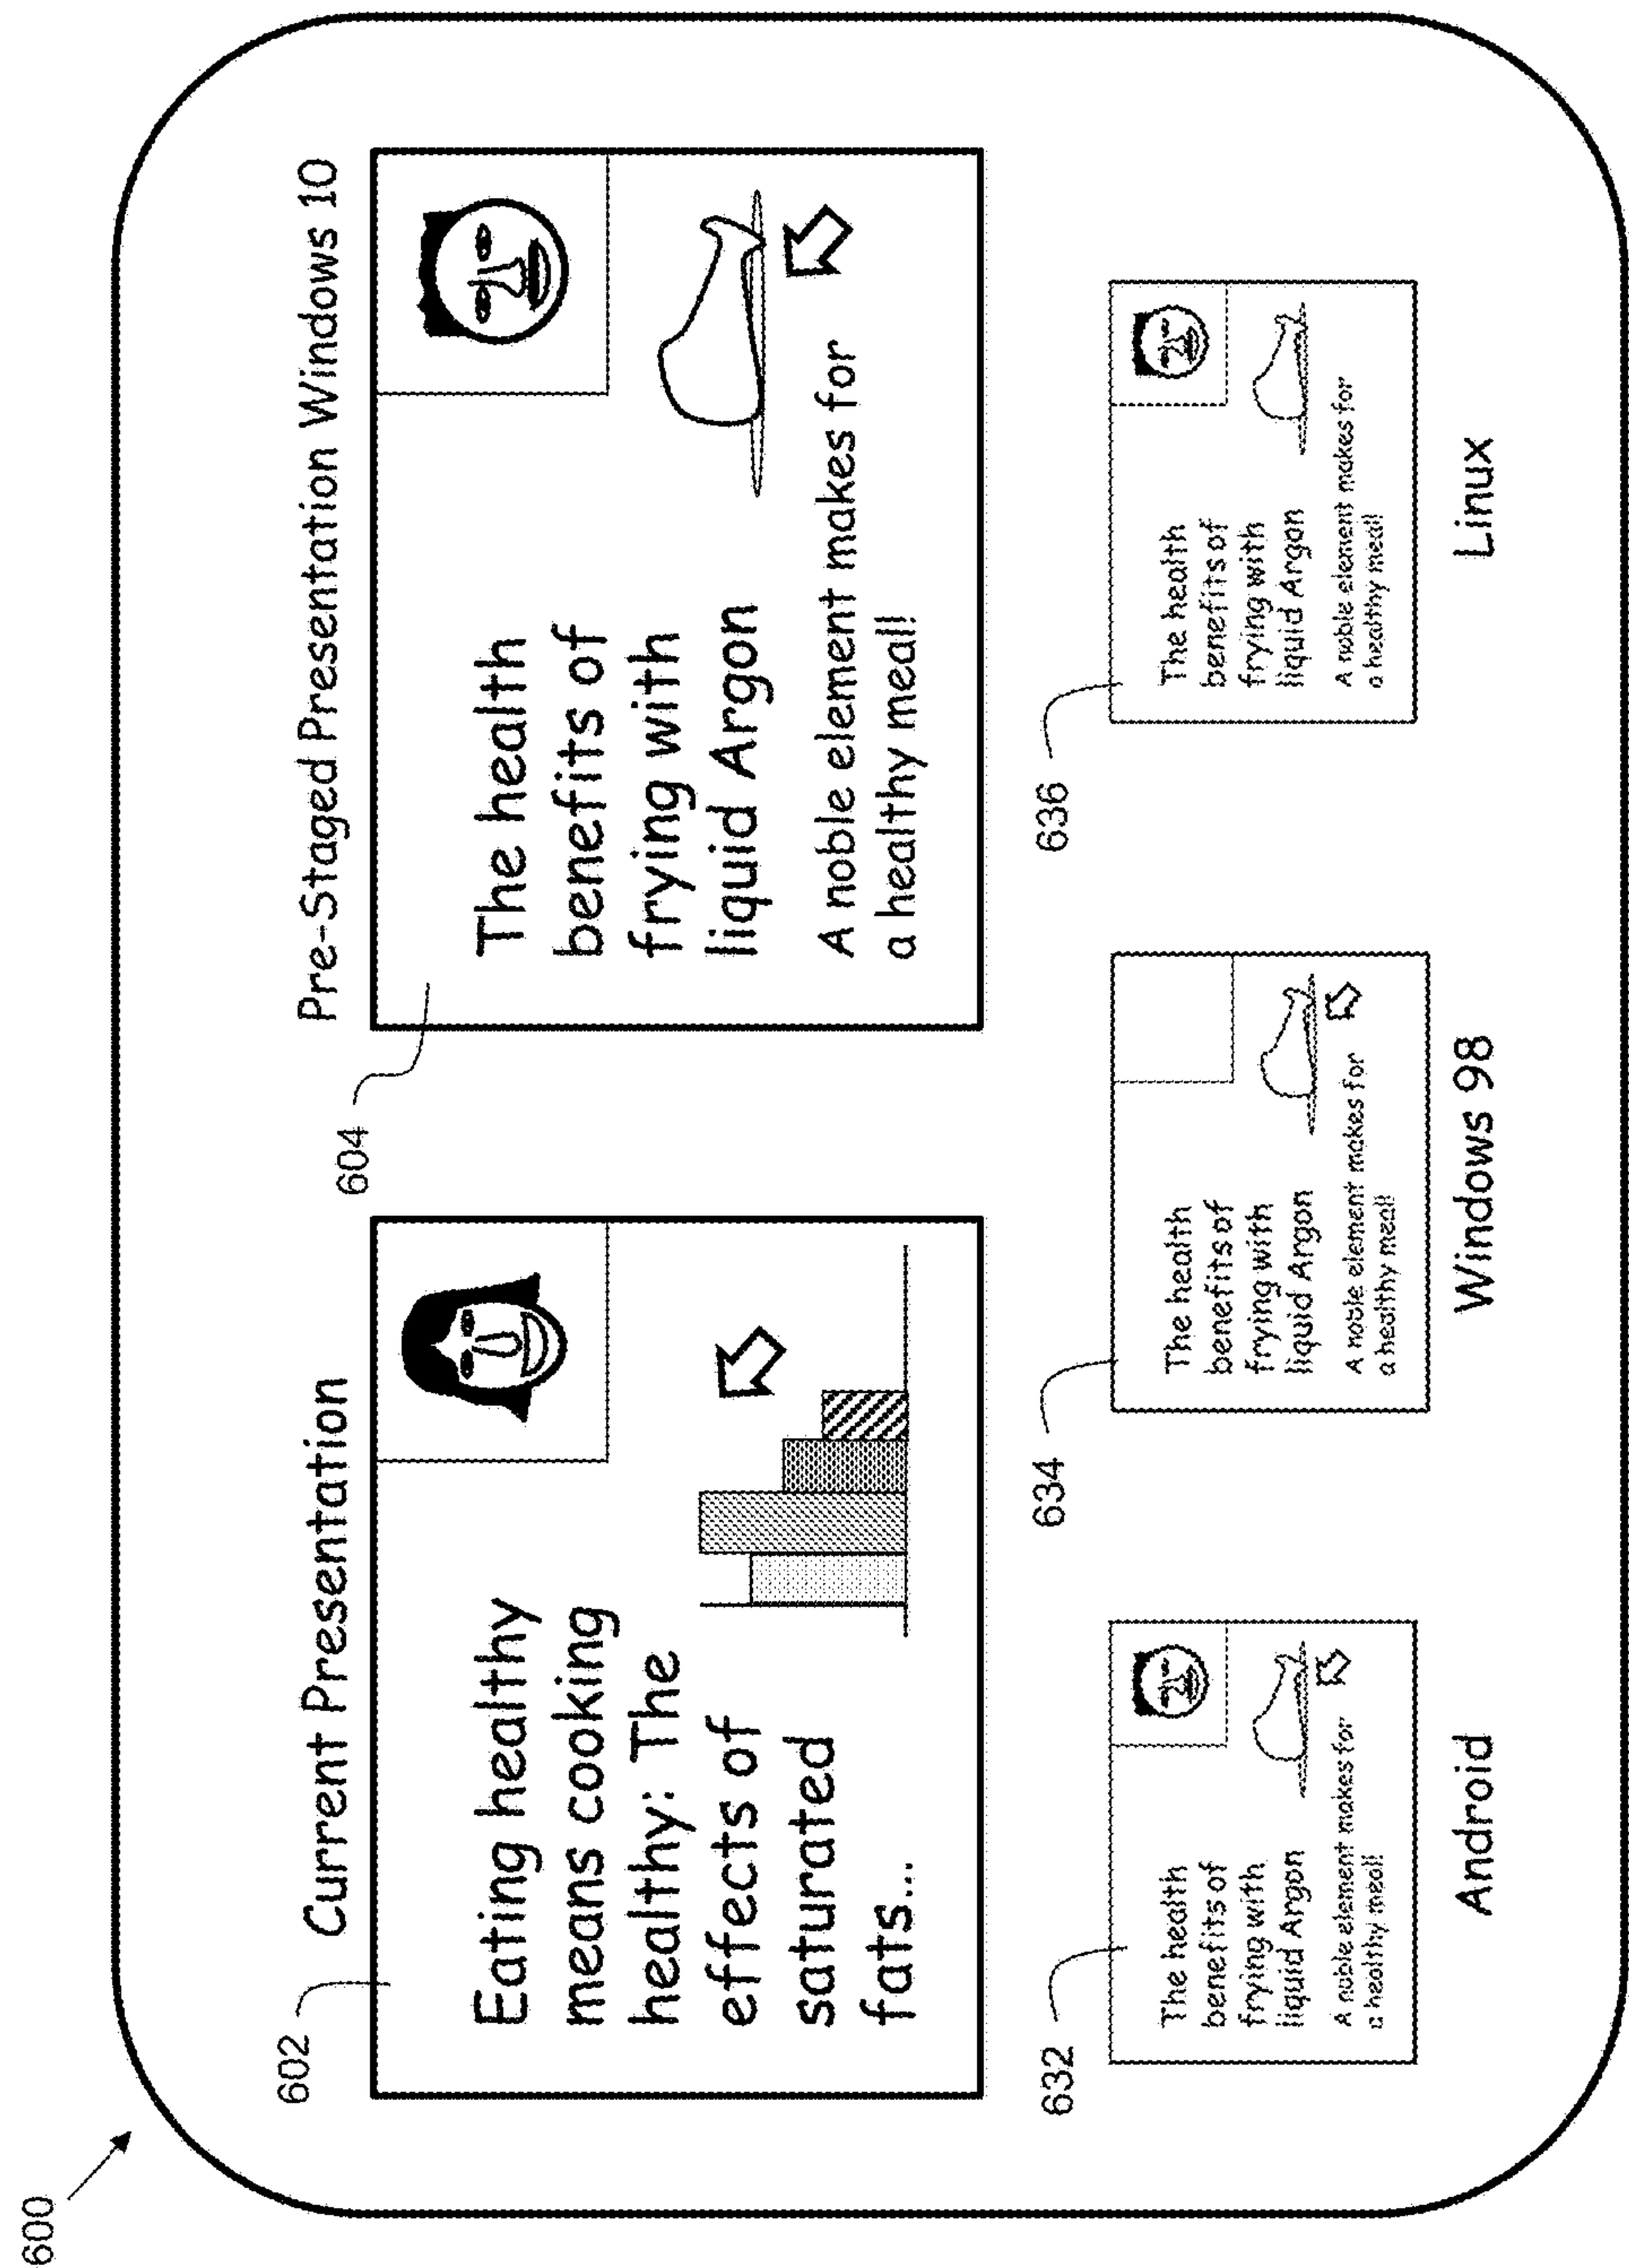 600
Current Presentation
602
Eating healthy
means cooking
healthy: The
effects of
saturated
fats...
Pre-Staged Presentation Windows 10
604
The health
benefits of
frying with
liquid Argon
A noble element makes for
a healthy meal!
632
The health
benefits of
frying with
liquid Argon
A noble element makes for
a healthy meal!
Android
634
The health
benefits of
frying with
liquid Argon
A noble element makes for
a healthy meal!
Windows 98
636
The health
benefits of
frying with
liquid Argon
A noble element makes for
a healthy meal!
Linux